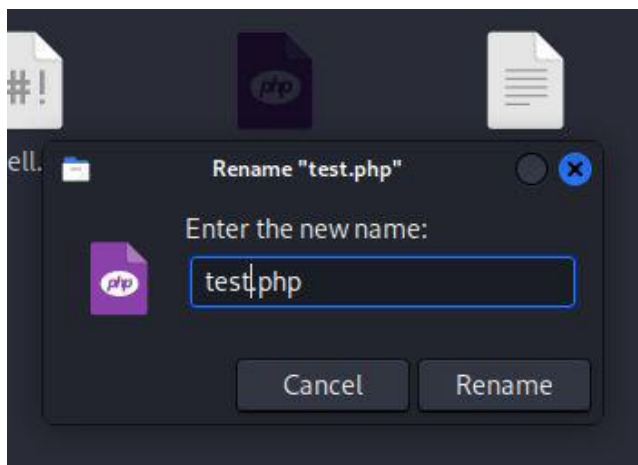 #!
php
ell.
Rename "test.php"
Enter the new name:
php
test.php
Cancel
Rename